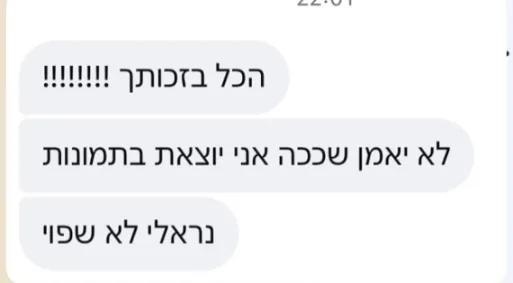 הכל בזכותך !!!!!!!!
לא יאמן שככה אני יוצאת בתמונות
נראלי לא שפוי